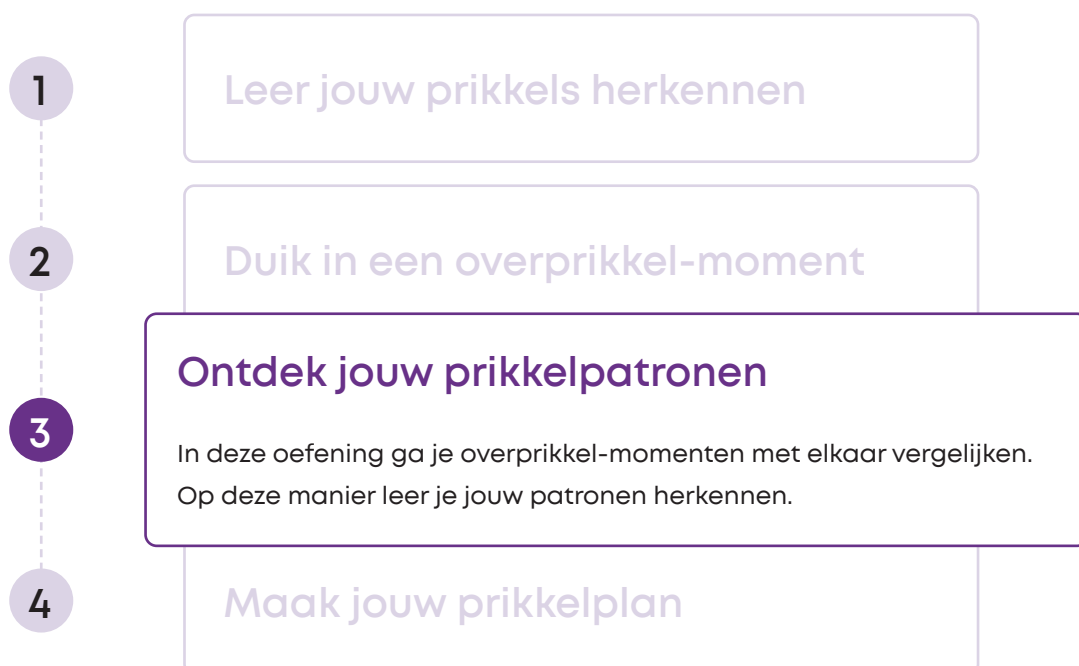 1
Leer jouw prikkels herkennen
2
Duik in een overprikkel-moment
3
Ontdek jouw prikkelpatronen
In deze oefening ga je overprikkel-momenten met elkaar vergelijken.
Op deze manier leer je jouw patronen herkennen.
4
Maak jouw prikkelplan